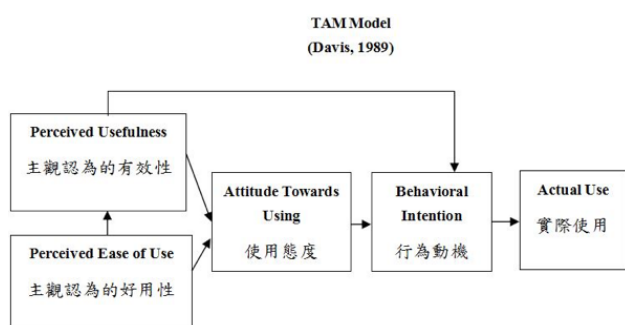 TAM Model
(Davis, 1989)
Perceived Usefulness
主觀認為的有效性
Perceived Ease of Use
主觀認為的好用性
Attitude Towards
Using
使用態度
Behavioral
Intention
行為動機
Actual Use
實際使用